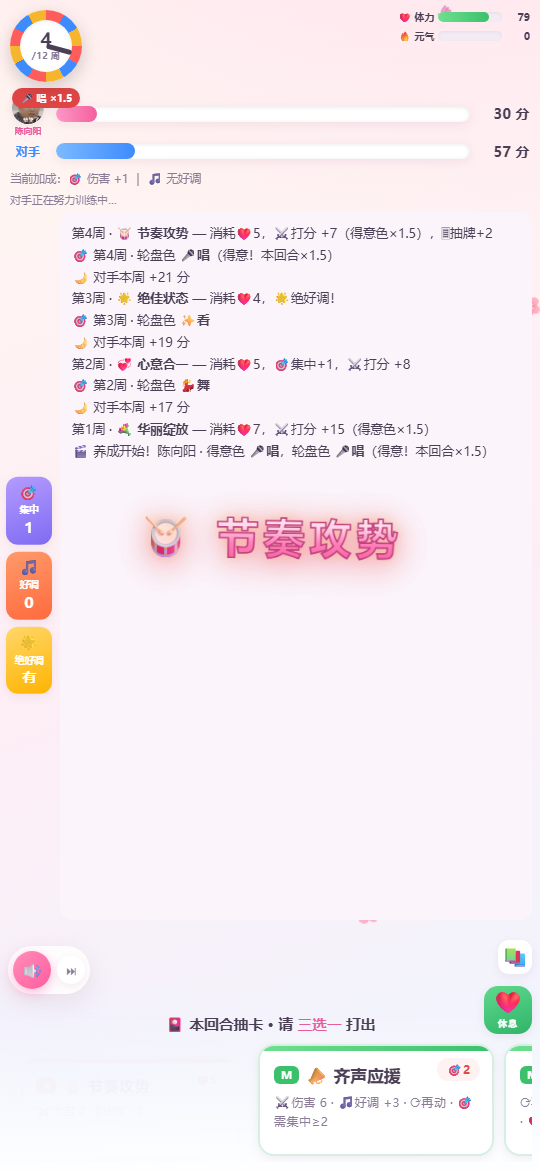 4
/12 周
体力 79
元气 0
唱 ×1.5
陈向阳
30 分
对手
57 分
当前加成: 伤害 +1 | 无好调
对手正在努力训练中...
第4周 · 节奏攻势 — 消耗5, 打分 +7（得意色×1.5）, 抽牌+2
第4周 · 轮盘色 唱（得意！本回合×1.5）
对手本周 +21 分
第3周 · 绝佳状态 — 消耗4, 绝好调！
第3周 · 轮盘色 看
对手本周 +19 分
第2周 · 心意合一 — 消耗5, 集中+1, 打分 +8
第2周 · 轮盘色 舞
对手本周 +17 分
第1周 · 华丽绽放 — 消耗7, 打分 +15（得意色×1.5）
养成开始！陈向阳 · 得意色 唱, 轮盘色 唱（得意！本回合×1.5）
集中
1
好调
0
绝好调
有
节奏攻势
休息
本回合抽卡 • 请 三选一 打出
节奏攻势
M 齐声应援 2
伤害 6 · 好调 +3 · 再动 ·
需集中≥2